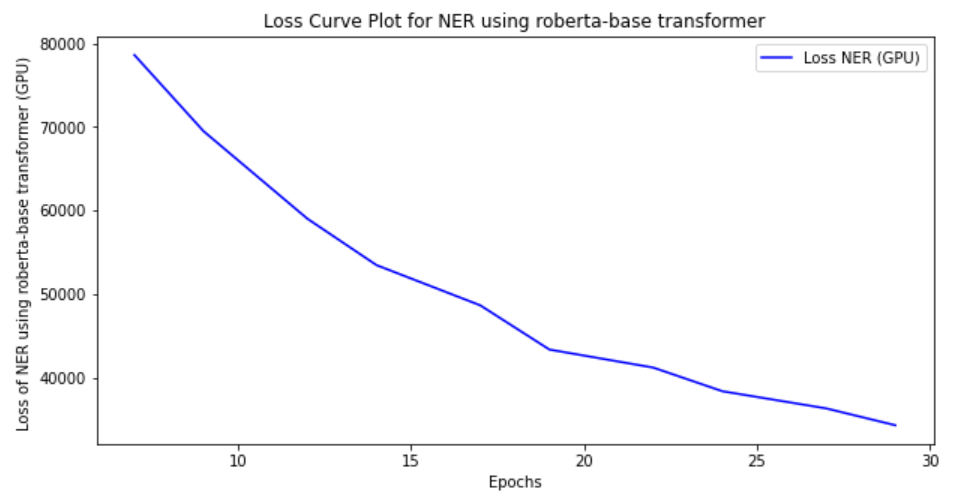 Loss Curve Plot for NER using roberta-base transformer
Loss NER (GPU)
Loss of NER using roberta-base transformer (GPU)
80000
70000
60000
50000
40000
10 15 20 25 30
Epochs